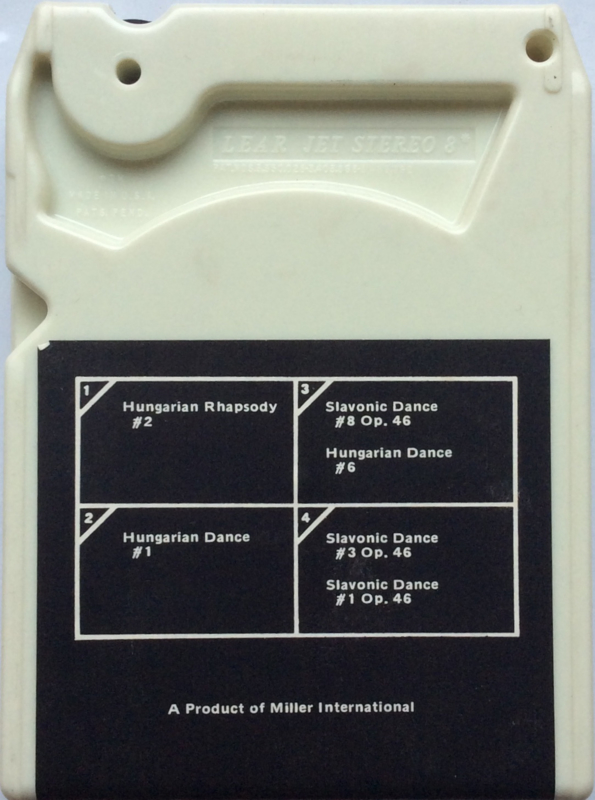 LEAR JET STEREO 8
1
Hungarian Rhapsody
#2
2
Hungarian Dance
#1
3
Slavonic Dance
#8 Op. 46
Hungarian Dance
#6
4
Slavonic Dance
#3 Op. 46
Slavonic Dance
#1 Op. 46
A Product of Miller International